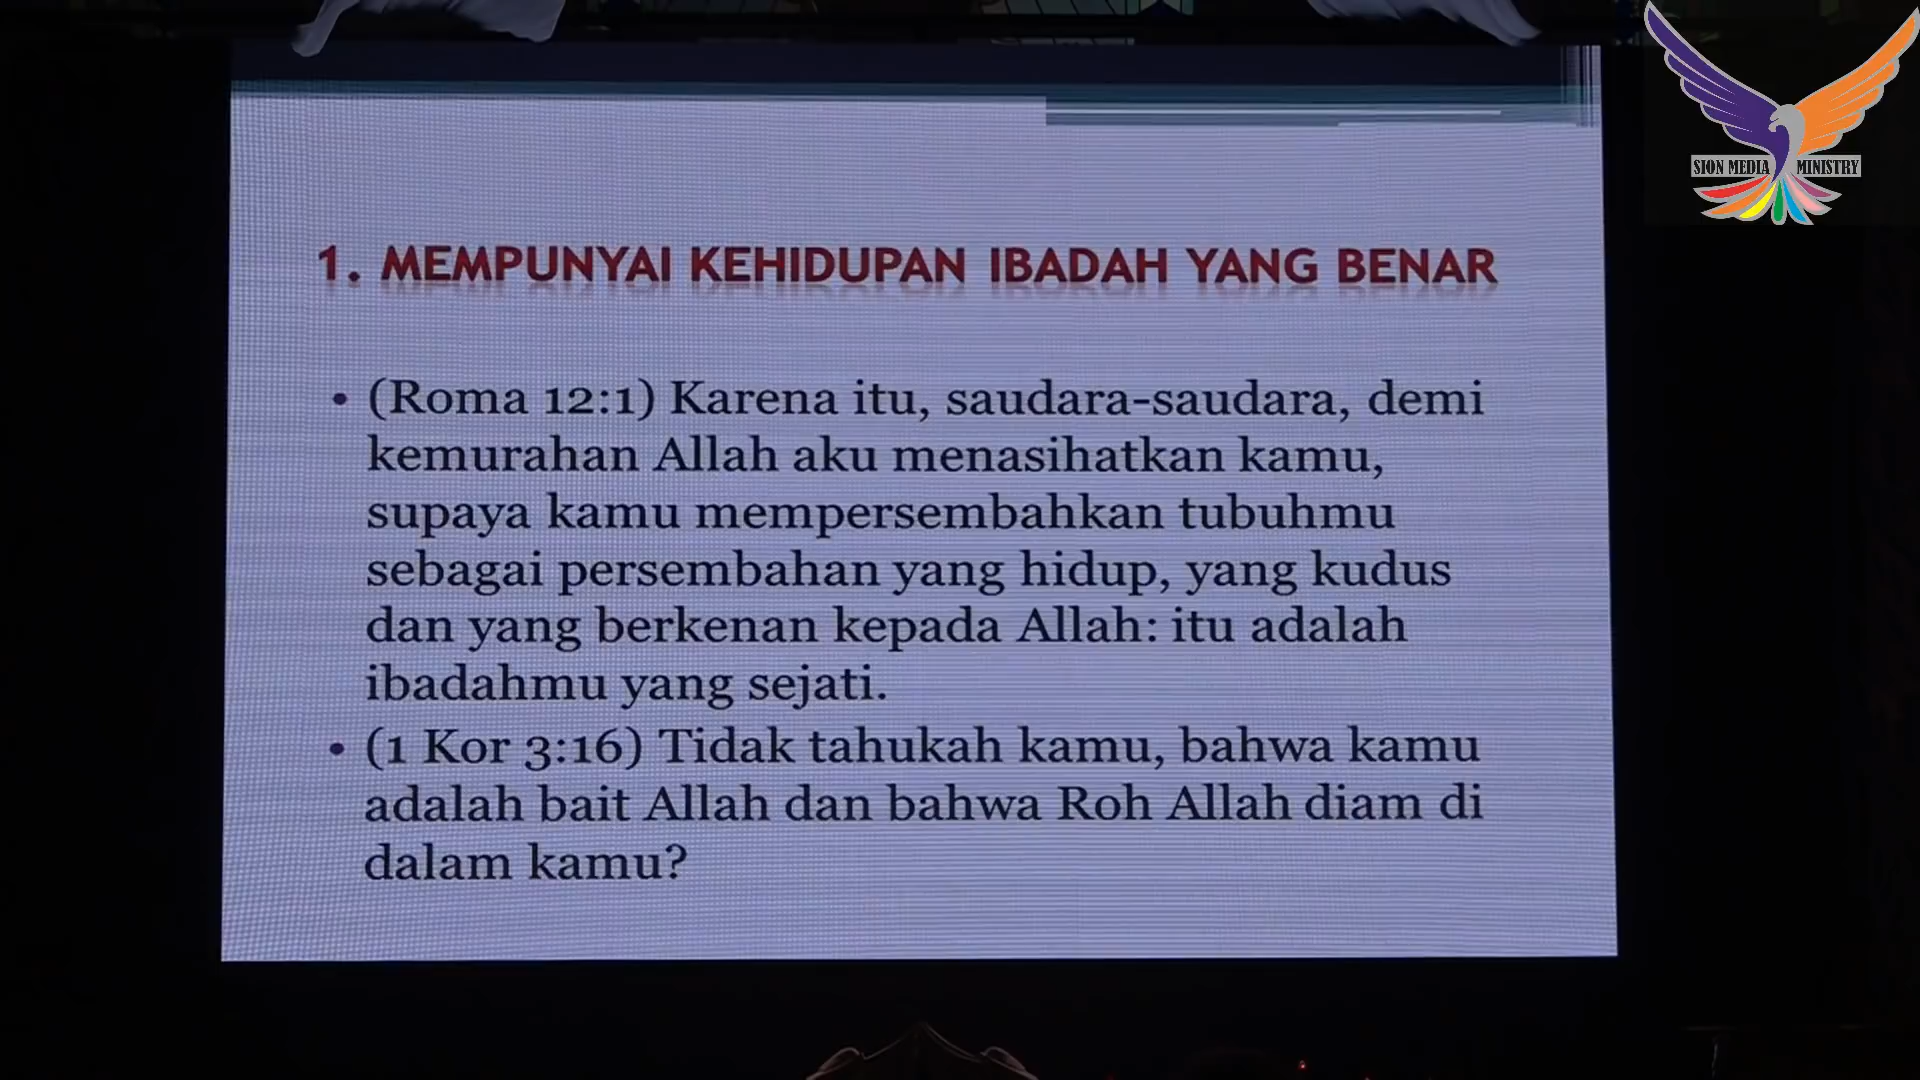 SION MEDIA MINISTRY
1. MEMPUNYAI KEHIDUPAN IBADAH YANG BENAR
• (Roma 12:1) Karena itu, saudara-saudara, demi
kemurahan Allah aku menasihatkan kamu,
supaya kamu mempersembahkan tubuhmu
sebagai persembahan yang hidup, yang kudus
dan yang berkenan kepada Allah: itu adalah
ibadahmu yang sejati.
• (1 Kor 3:16) Tidak tahukah kamu, bahwa kamu
adalah bait Allah dan bahwa Roh Allah diam di
dalam kamu?